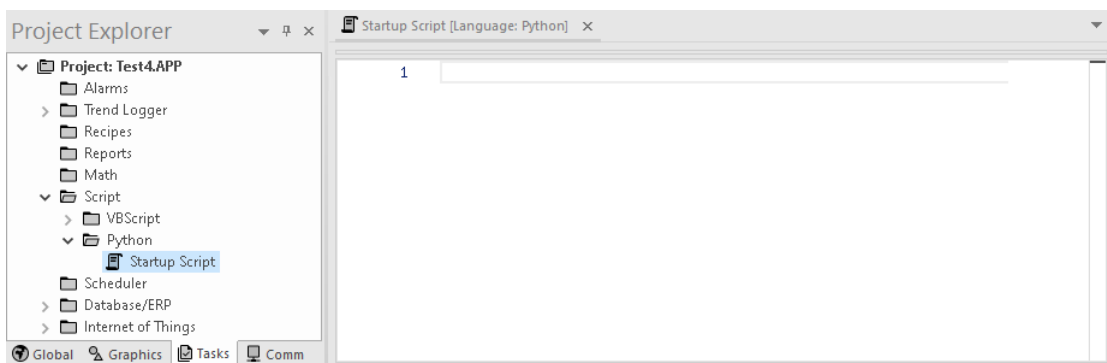 Project Explorer
Startup Script [Language: Python]
Project: Test4.APP
Alarms
Trend Logger
Recipes
Reports
Math
Script
VBScript
Python
Startup Script
Scheduler
Database/ERP
Internet of Things
Global Graphics Tasks Comm
1